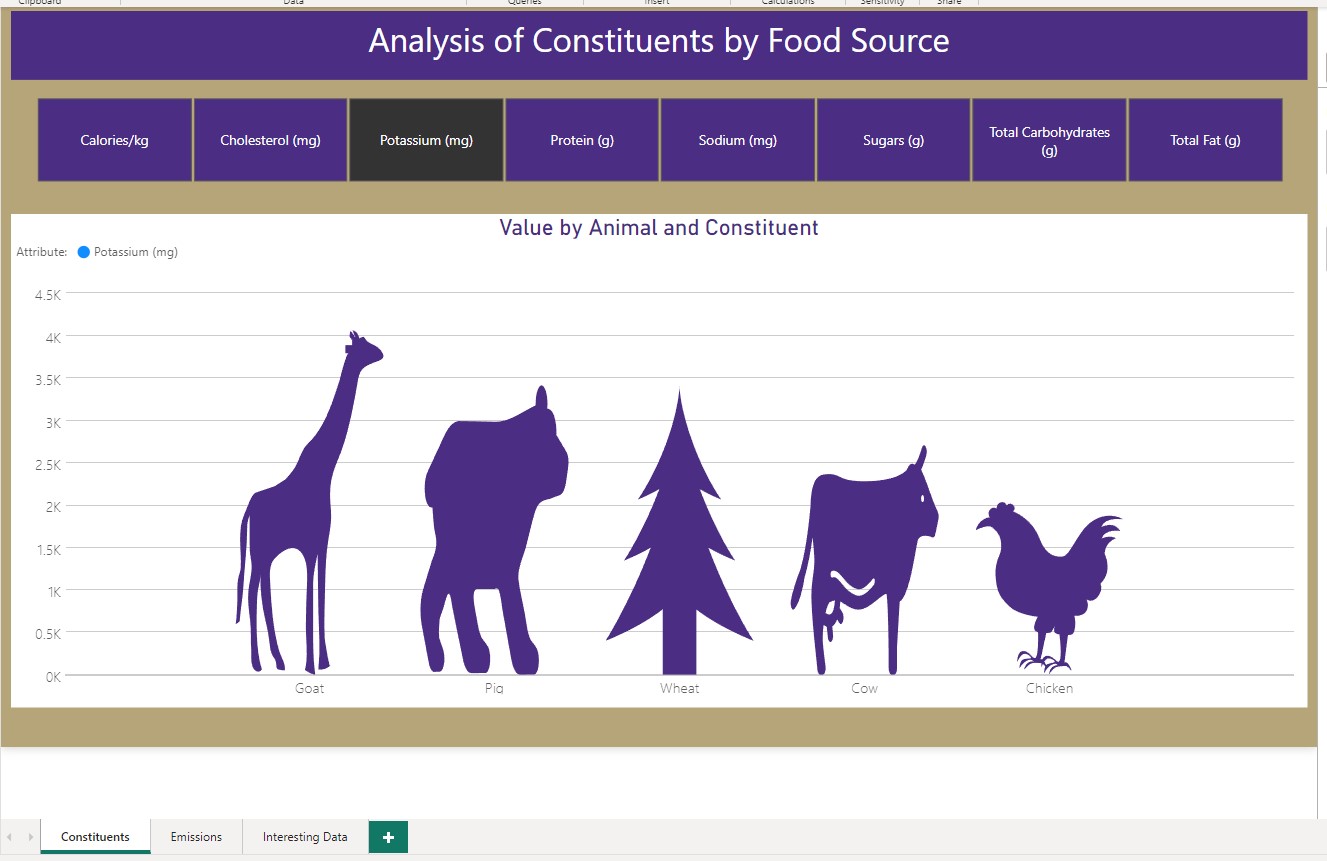 Clipboard Data Queries Insert Calculations Sensitivity Share
Analysis of Constituents by Food Source
Calories/kg Cholesterol (mg) Potassium (mg) Protein (g) Sodium (mg) Sugars (g) Total Carbohydrates (g) Total Fat (g)
Value by Animal and Constituent
Attribute: Potassium (mg)
4.5K
4K
3.5K
3K
2.5K
2K
1.5K
1K
0.5K
0K
Goat Pig Wheat Cow Chicken
Constituents Emissions Interesting Data +